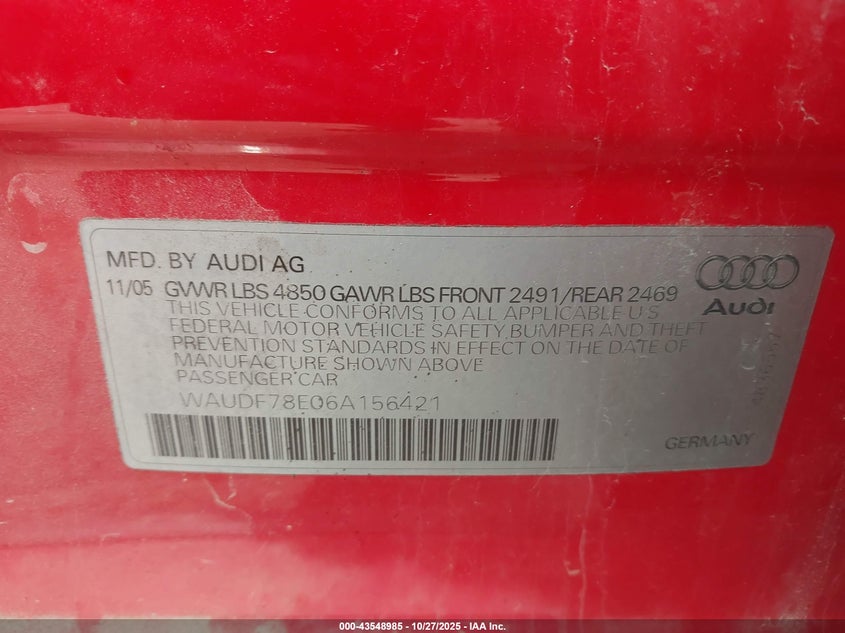 MFD. BY AUDI AG
11/05 GVWR LBS 4850 GAWR LBS FRONT 2491/REAR 2469
THIS VEHICLE CONFORMS TO ALL APPLICABLE U S
FEDERAL MOTOR VEHICLE SAFETY, BUMPER AND THEFT
PREVENTION STANDARDS IN EFFECT ON THE DATE OF
MANUFACTURE SHOWN ABOVE
PASSENGER CAR
WAUDF78E06A156421
Audi
GERMANY
000-43548985 - 10/27/2025 - IAA Inc.